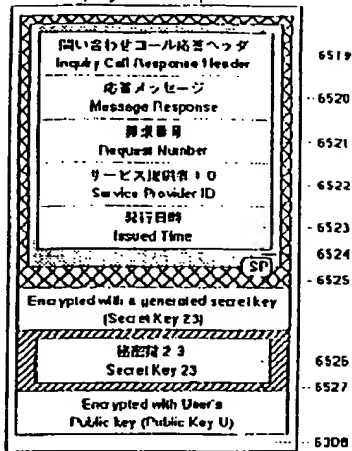 問い合わせコール応答ヘッダ
Inquiry Call Response Header
6519
応答メッセージ
Message Response
6520
要求番号
Request Number
6521
サービス提供者ID
Service Provider ID
6522
発行日時
Issued Time
6523
6524
SP
6525
Encrypted with a generated secret key
(Secret Key 23)
秘密鍵23
Secret Key 23
6526
6527
Encrypted with User's
Public key (Public Key U)
6308